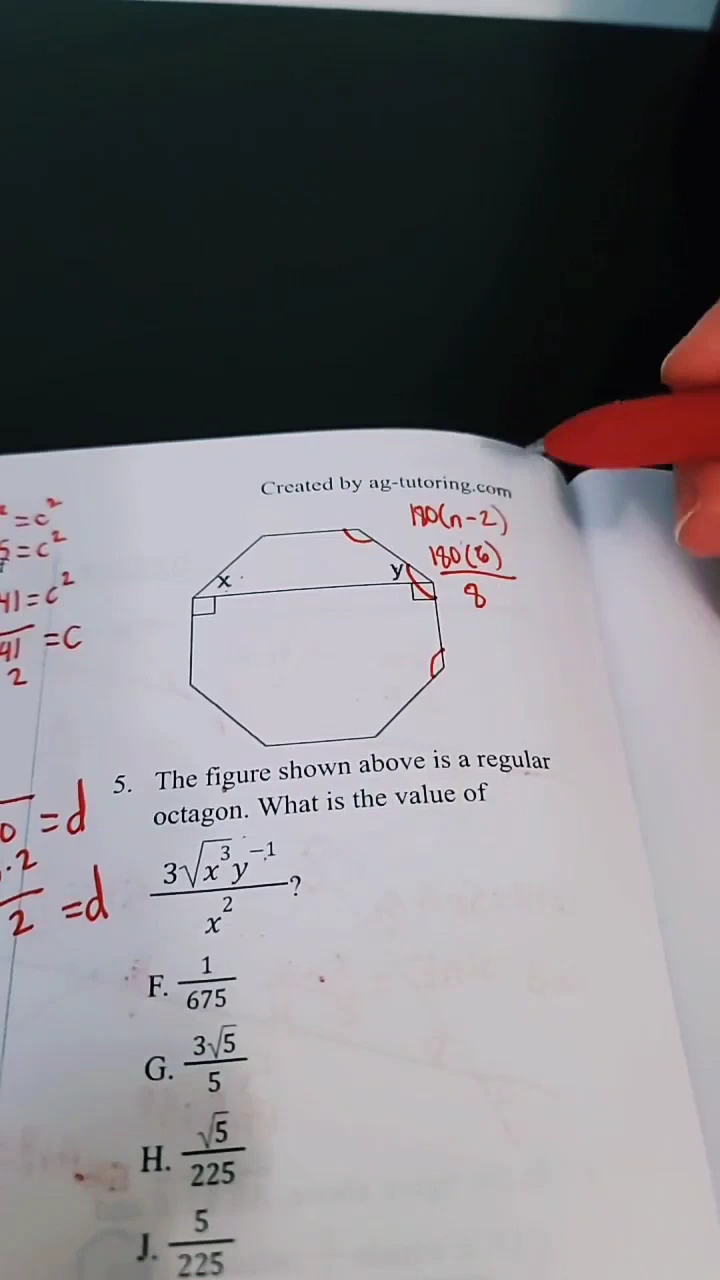 Created by ag-tutoring.com
180(n-2)
180(6)
8
x
y
=c²
=c²
41=c²
41
2
=c
=d
2
2
=d
5. The figure shown above is a regular
octagon. What is the value of
3√x³y⁻¹
x²
?
F. 1
675
G. 3√5
5
H. √5
225
J. 5
225